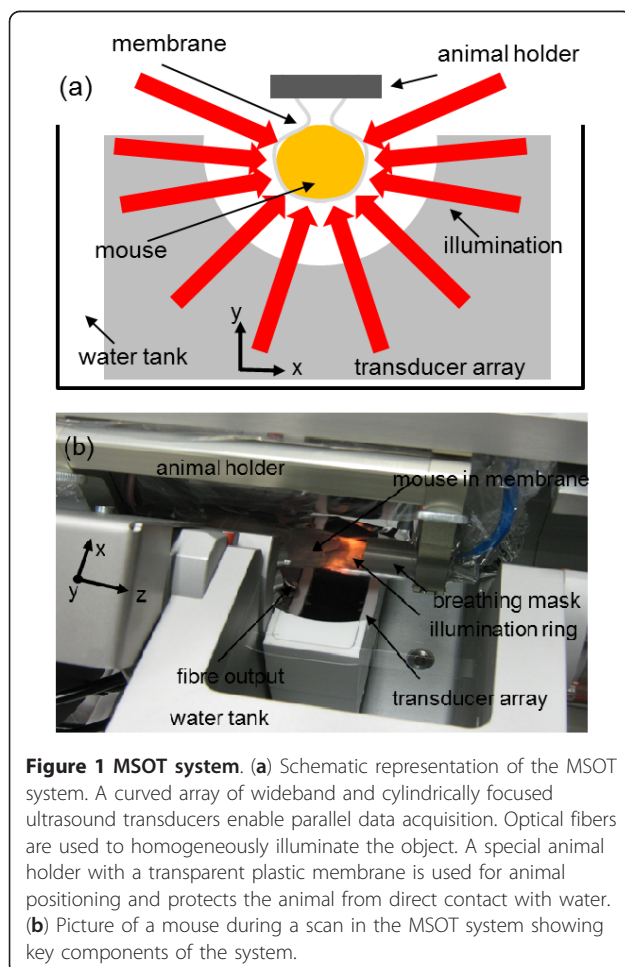 membrane
animal holder
(a)
mouse
illumination
y
water tank
x
transducer array
(b)
animal holder
mouse in membrane
x
y
z
breathing mask
illumination ring
fibre output
transducer array
water tank
Figure 1 MSOT system. (a) Schematic representation of the MSOT
system. A curved array of wideband and cylindrically focused
ultrasound transducers enable parallel data acquisition. Optical fibers
are used to homogeneously illuminate the object. A special animal
holder with a transparent plastic membrane is used for animal
positioning and protects the animal from direct contact with water.
(b) Picture of a mouse during a scan in the MSOT system showing
key components of the system.